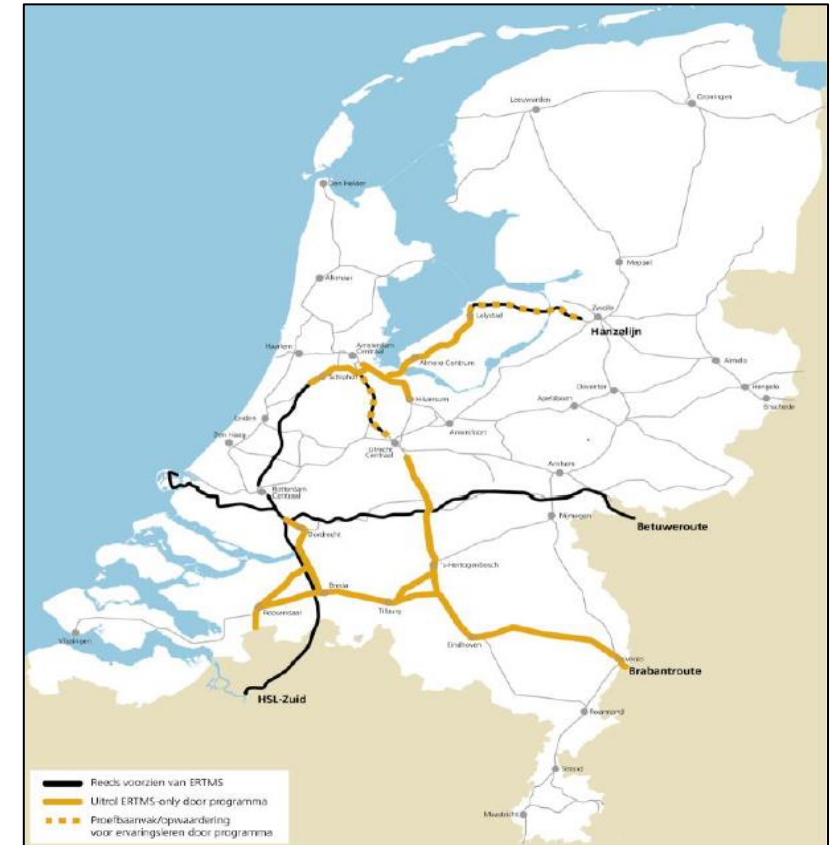 Leeuwarden
Groningen
Den Helder
Meppel
Alkmaar
Zwolle
Lelystad
Hanzelijn
Haarlem
Amsterdam
Centraal
Almere Centrum
Almelo
Schiphol
Deventer
Hengelo
Hilversum
Apeldoorn
Enschede
Leiden
Amersfoort
Den Haag
Utrecht
Centraal
Arnhem
Rotterdam
Centraal
Nijmegen
Betuweroute
Dordrecht
's-Hertogenbosch
Breda
Tilburg
Roosendaal
Vlissingen
Eindhoven
Venlo
Brabantroute
HSL-Zuid
Roermond
Sittard
Maastricht
Reeds voorzien van ERTMS
Uitrol ERTMS-only door programma
Proefbaanvak/opwaardering
voor ervaringsleren door programma